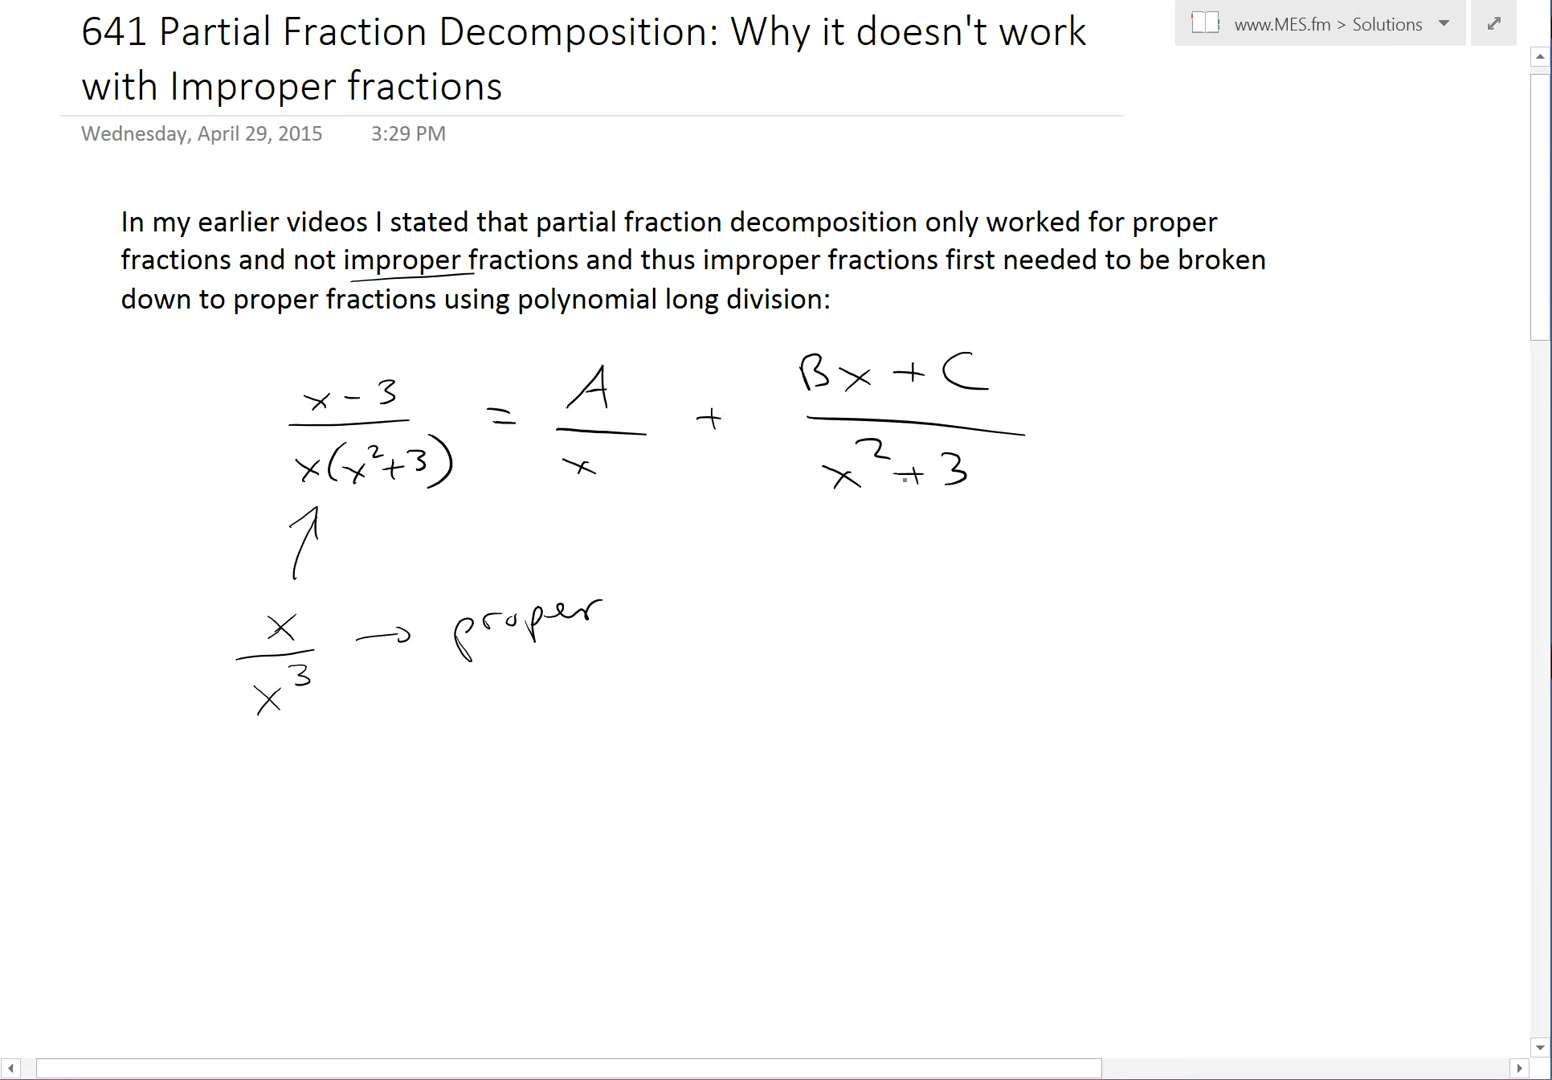 641 Partial Fraction Decomposition: Why it doesn't work
with Improper fractions
www.MES.fm > Solutions
Wednesday, April 29, 2015 3:29 PM
In my earlier videos I stated that partial fraction decomposition only worked for proper
fractions and not improper fractions and thus improper fractions first needed to be broken
down to proper fractions using polynomial long division:
x - 3 / x(x² + 3) = A / x + Bx + C / x² + 3
x / x³ → proper